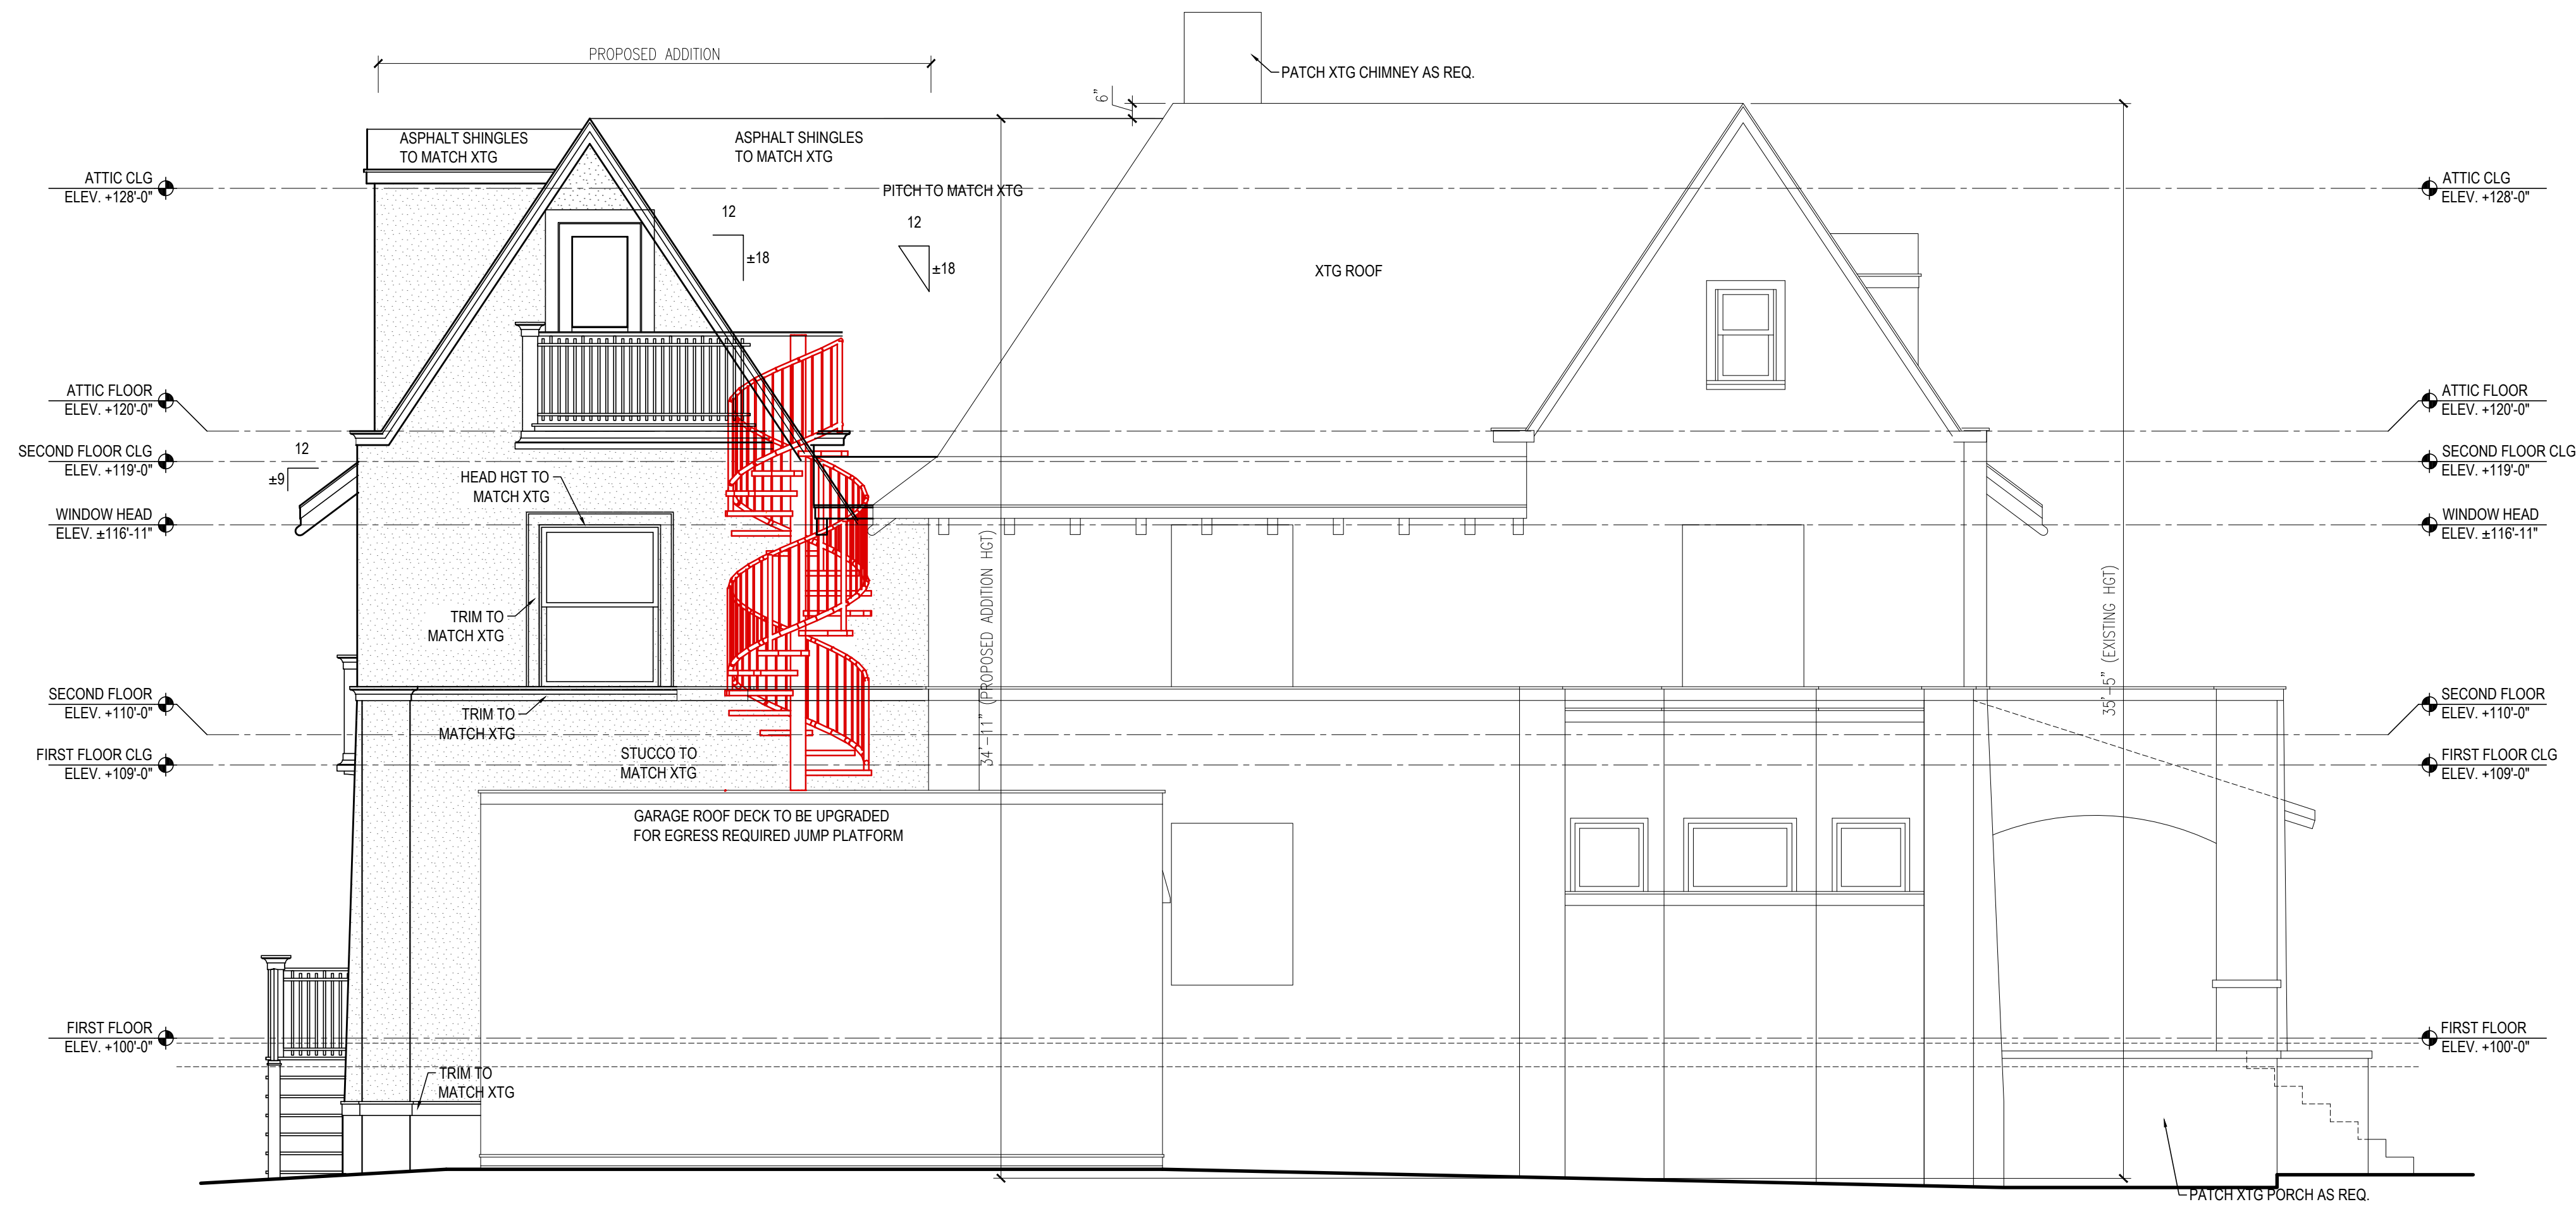 PROPOSED ADDITION
PATCH XTG CHIMNEY AS REQ.
6"
ASPHALT SHINGLES
TO MATCH XTG
ASPHALT SHINGLES
TO MATCH XTG
ATTIC CLG
ELEV. +128'-0"
PITCH TO MATCH XTG
12
±18
12
±18
XTG ROOF
ATTIC CLG
ELEV. +128'-0"
ATTIC FLOOR
ELEV. +120'-0"
ATTIC FLOOR
ELEV. +120'-0"
SECOND FLOOR CLG
ELEV. +119'-0"
12
±9
HEAD HGT TO
MATCH XTG
SECOND FLOOR CLG
ELEV. +119'-0"
WINDOW HEAD
ELEV. ±116'-11"
WINDOW HEAD
ELEV. ±116'-11"
TRIM TO
MATCH XTG
34'-11" (PROPOSED ADDITION HGT)
35'-5" (EXISTING HGT)
SECOND FLOOR
ELEV. +110'-0"
TRIM TO
MATCH XTG
SECOND FLOOR
ELEV. +110'-0"
FIRST FLOOR CLG
ELEV. +109'-0"
STUCCO TO
MATCH XTG
FIRST FLOOR CLG
ELEV. +109'-0"
GARAGE ROOF DECK TO BE UPGRADED
FOR EGRESS REQUIRED JUMP PLATFORM
FIRST FLOOR
ELEV. +100'-0"
FIRST FLOOR
ELEV. +100'-0"
TRIM TO
MATCH XTG
PATCH XTG PORCH AS REQ.